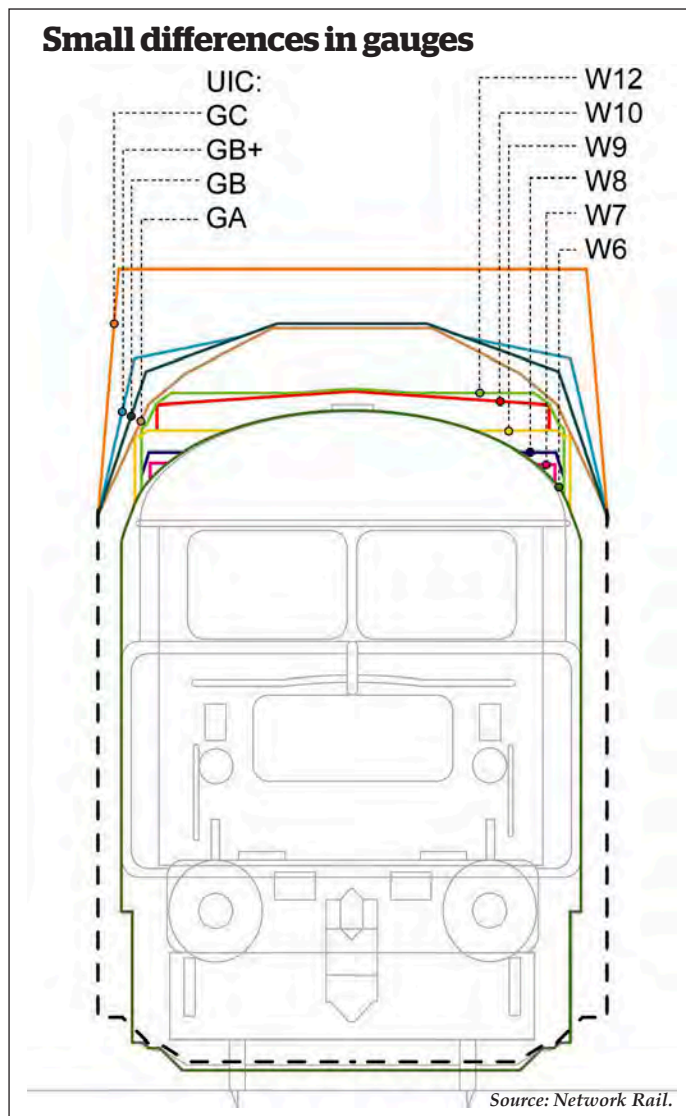 Small differences in gauges
UIC:
GC
GB+
GB
GA
W12
W10
W9
W8
W7
W6
Source: Network Rail.